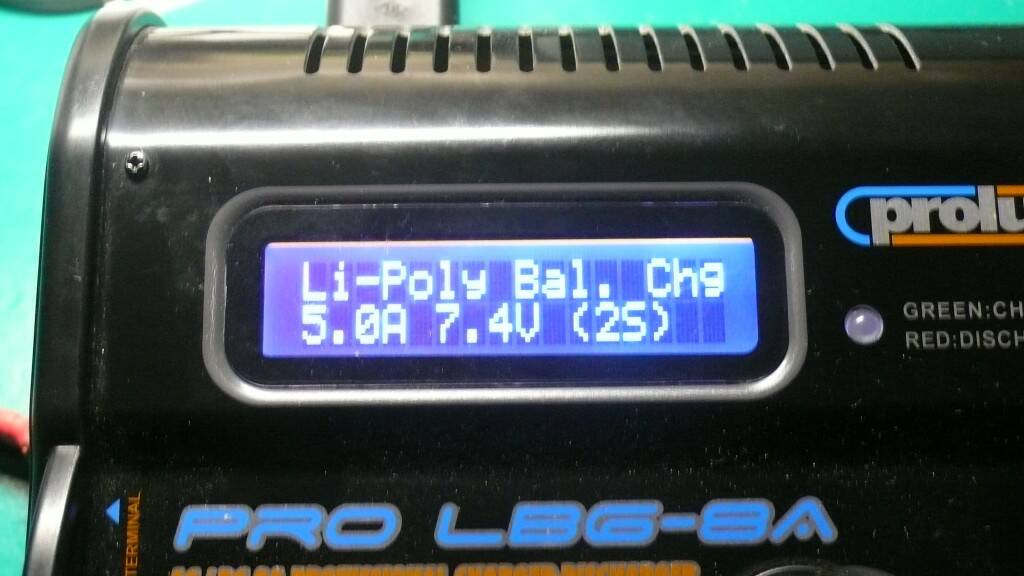 Li-Poly Bal. Chg
5.0A 7.4V (2S)
prolu
GREEN:CH
RED:DISCH
TERMINAL
PRO LBG-8A